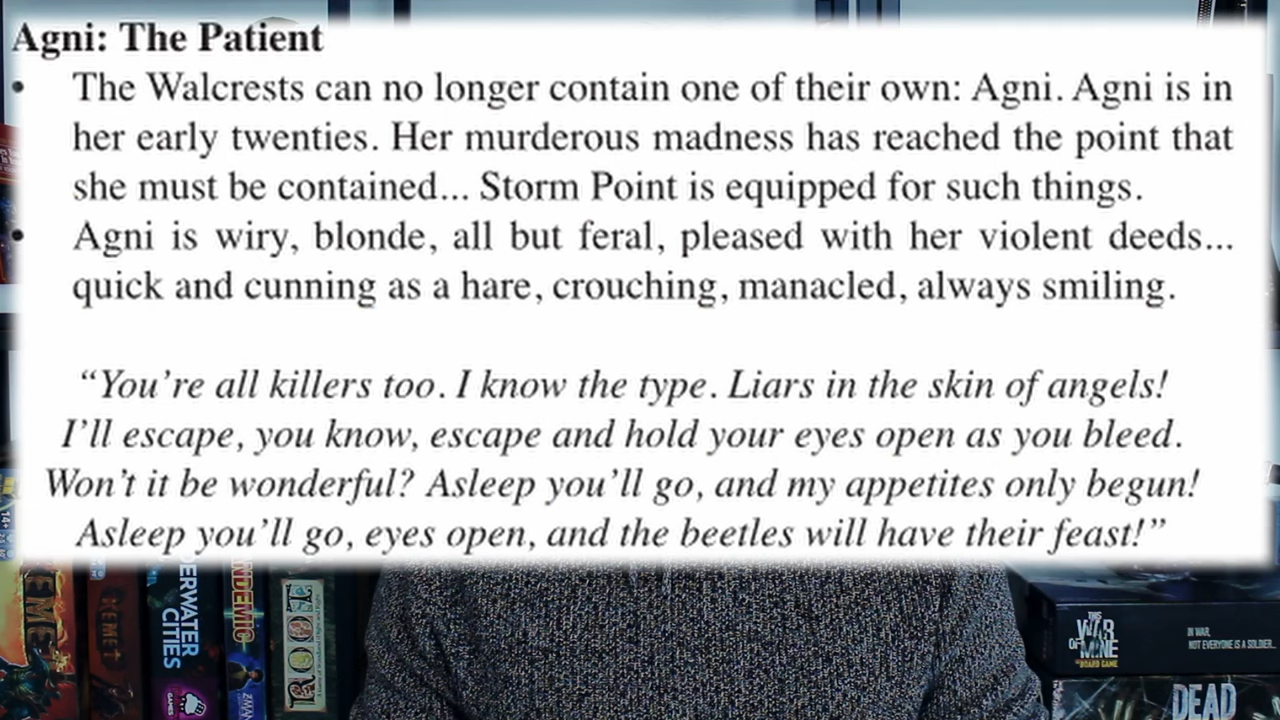 Agni: The Patient
• The Walcrests can no longer contain one of their own: Agni. Agni is in
her early twenties. Her murderous madness has reached the point that
she must be contained... Storm Point is equipped for such things.
• Agni is wiry, blonde, all but feral, pleased with her violent deeds...
quick and cunning as a hare, crouching, manacled, always smiling.
“You’re all killers too. I know the type. Liars in the skin of angels!
I’ll escape, you know, escape and hold your eyes open as you bleed.
Won’t it be wonderful? Asleep you’ll go, and my appetites only begun!
Asleep you’ll go, eyes open, and the beetles will have their feast!”
KEMET
UNDERWATER
CITIES
GAMES
PANDEMIC
ROOT
14+
THIS
WAR
OF MINE
THE BOARD GAME
IN WAR,
NOT EVERYONE IS A SOLDIER...
DEAD